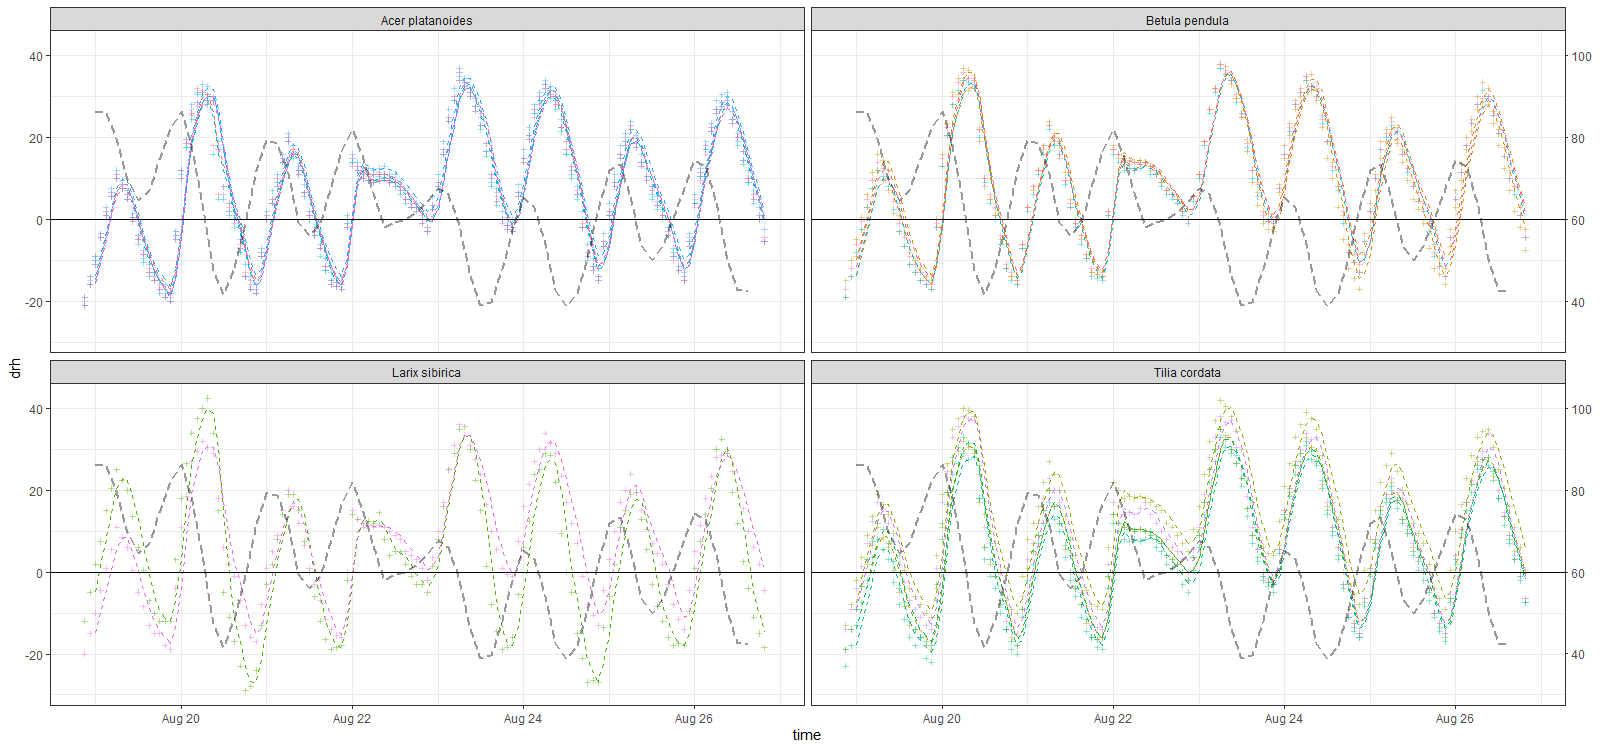 Acer platanoides
Betula pendula
40
20
0
-20
100
80
60
40
Larix sibirica
Tilia cordata
40
20
0
-20
100
80
60
40
drh
Aug 20
Aug 22
Aug 24
Aug 26
Aug 20
Aug 22
Aug 24
Aug 26
time